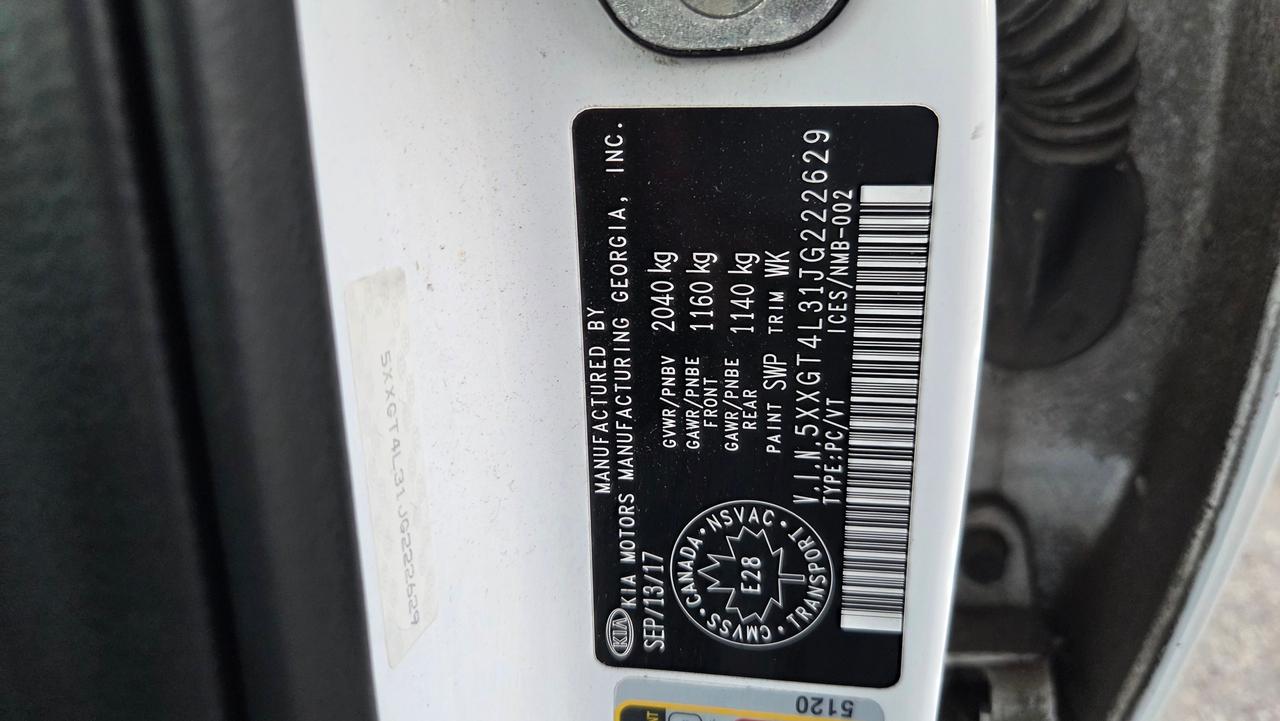 MANUFACTURED BY
KIA KIA MOTORS MANUFACTURING GEORGIA, INC.
SEP/13/17
GVWR/PNBV 2040 kg
GAWR/PNBE FRONT 1160 kg
GAWR/PNBE REAR 1140 kg
PAINT SWP TRIM WK
V.I.N.5XXGT4L31JG222629
TYPE:PC/VT ICES/NMB-002
CANADA • NSVAC • TRANSPORT • CMVSS •
E28
5XXGT4L31JG222629
5120